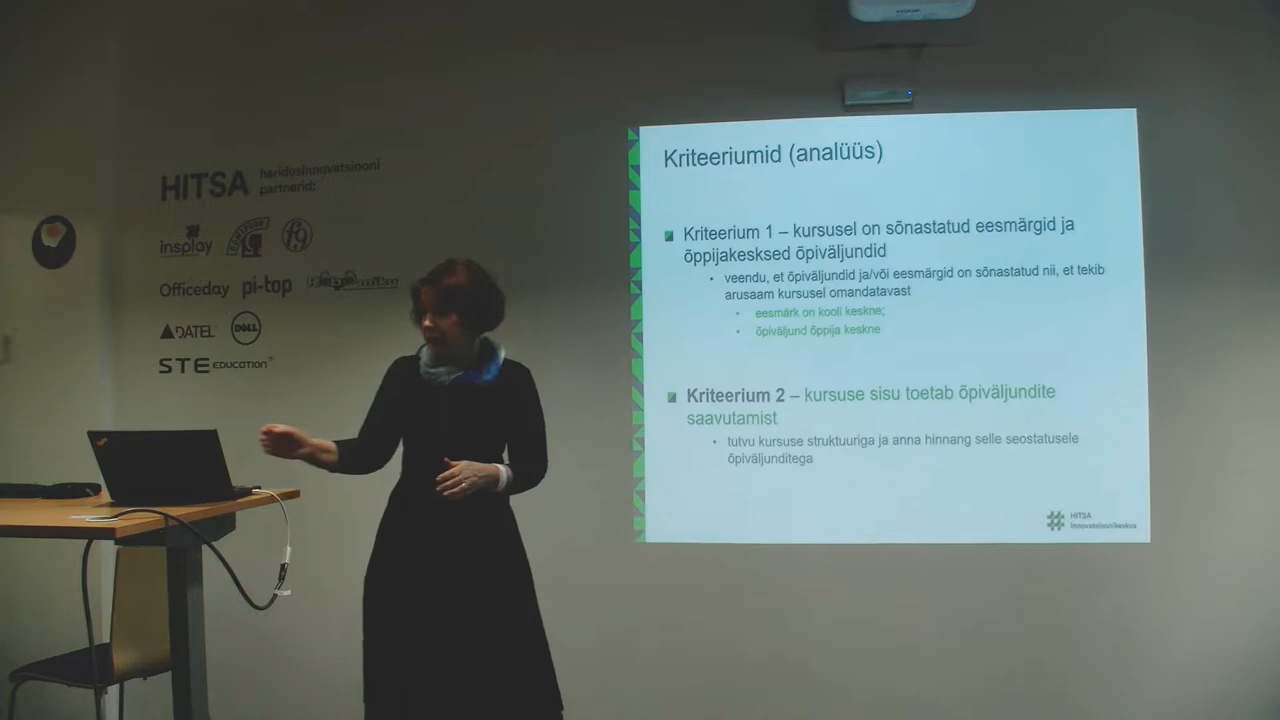 HITSA haridusinnovatsiooni
partnerid:
insplay
f9
Officeday pi-top
DATEL DELL
STE EDUCATION
Kriteeriumid (analüüs)
Kriteerium 1 – kursusel on sõnastatud eesmärgid ja
õppijakesksed õpiväljundid
veendu, et õpiväljundid ja/või eesmärgid on sõnastatud nii, et tekib
arusaam kursusel omandatavast
eesmärk on kooli keskne;
õpiväljund õppija keskne
Kriteerium 2 – kursuse sisu toetab õpiväljundite
saavutamist
tutvu kursuse struktuuriga ja anna hinnang selle seostatusele
õpiväljunditega
HITSA
Innovatsioonikeskus